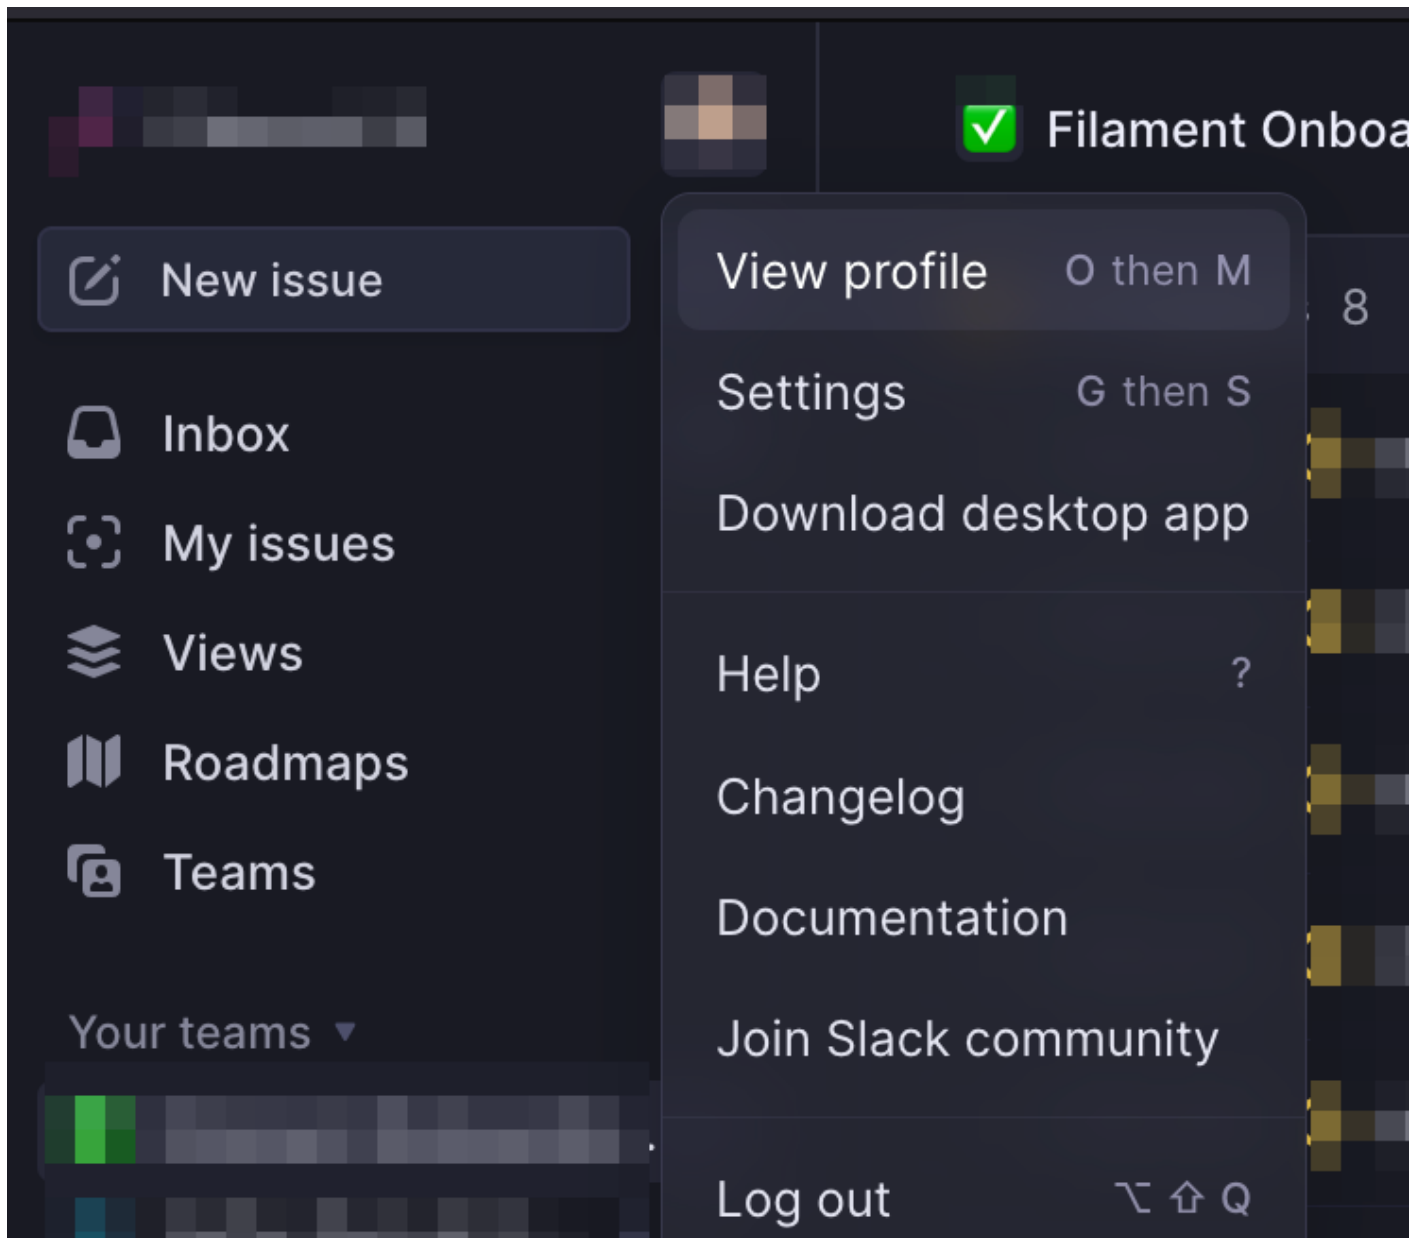 Filament Onboa
New issue
Inbox
My issues
Views
Roadmaps
Teams
Your teams
View profile O then M
Settings G then S
Download desktop app
Help ?
Changelog
Documentation
Join Slack community
Log out ⌥ ⇧ Q
8